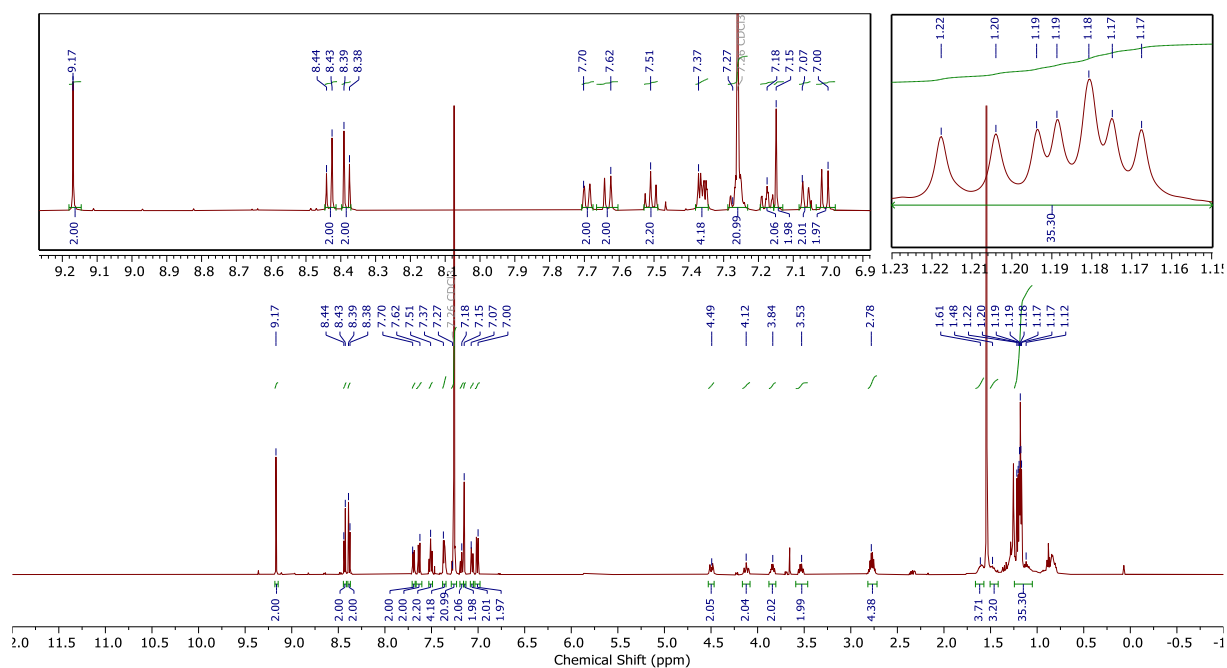 9.17 8.44 8.43 8.39 8.38 7.70 7.62 7.51 7.37 7.27 7.26 CDCl3 7.18 7.15 7.07 7.00
2.00 2.00 2.00 2.00 2.00 2.20 4.18 20.99 2.06 1.98 2.01 1.97
9.2 9.1 9.0 8.9 8.8 8.7 8.6 8.5 8.4 8.3 8.2 8.1 8.0 7.9 7.8 7.7 7.6 7.5 7.4 7.3 7.2 7.1 7.0 6.9
1.22 1.20 1.19 1.19 1.18 1.17 1.17
35.30
1.23 1.22 1.21 1.20 1.19 1.18 1.17 1.16 1.15
9.17 8.44 8.43 8.39 8.38 7.70 7.62 7.51 7.37 7.27 7.26 CDCl3 7.18 7.15 7.07 7.00 4.49 4.12 3.84 3.53 2.78 1.61 1.48 1.22 1.20 1.19 1.19 1.18 1.17 1.17 1.12
2.00 2.00 2.00 2.00 2.00 2.20 4.18 20.99 2.06 1.98 2.01 1.97 2.05 2.04 2.02 1.99 4.38 3.71 3.20 35.30
2.0 11.5 11.0 10.5 10.0 9.5 9.0 8.5 8.0 7.5 7.0 6.5 6.0 5.5 5.0 4.5 4.0 3.5 3.0 2.5 2.0 1.5 1.0 0.5 0.0 -0.5 -1
Chemical Shift (ppm)